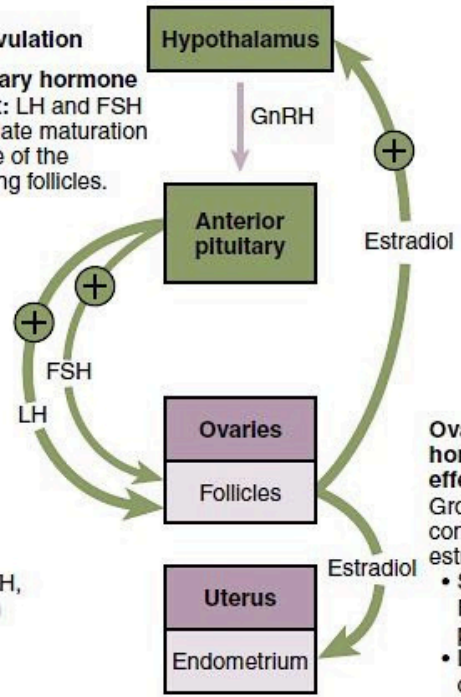 vulation
Hypothalamus
ary hormone
: LH and FSH
ate maturation
e of the
ng follicles.
GnRH
+
Anterior
pituitary
Estradiol
+
+
FSH
LH
Ovaries
Follicles
Ova
hor
effe
Gro
con
estr
Estradiol
• S
H,
Uterus
Endometrium